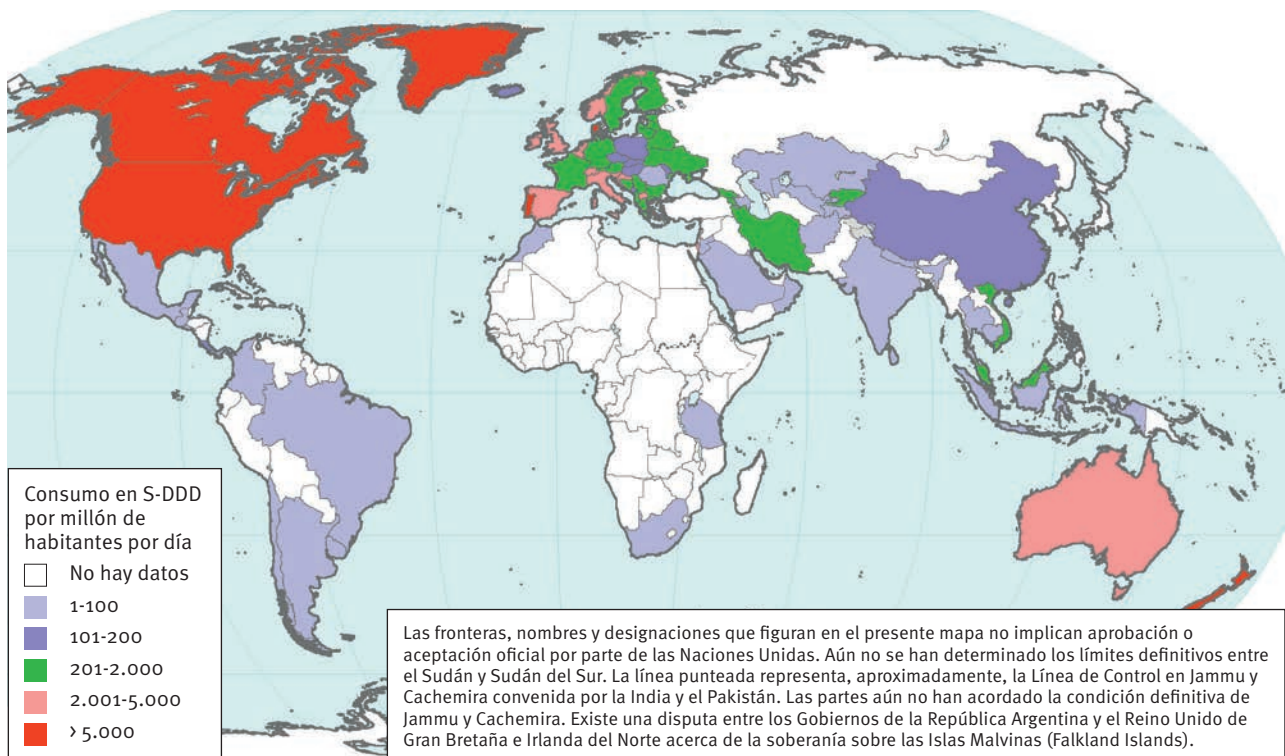 Consumo en S-DDD
por millón de
habitantes por día
No hay datos
1-100
101-200
201-2.000
2.001-5.000
> 5.000
Las fronteras, nombres y designaciones que figuran en el presente mapa no implican aprobación o
aceptación oficial por parte de las Naciones Unidas. Aún no se han determinado los límites definitivos entre
el Sudán y Sudán del Sur. La línea punteada representa, aproximadamente, la Línea de Control en Jammu y
Cachemira convenida por la India y el Pakistán. Las partes aún no han acordado la condición definitiva de
Jammu y Cachemira. Existe una disputa entre los Gobiernos de la República Argentina y el Reino Unido de
Gran Bretaña e Irlanda del Norte acerca de la soberanía sobre las Islas Malvinas (Falkland Islands).